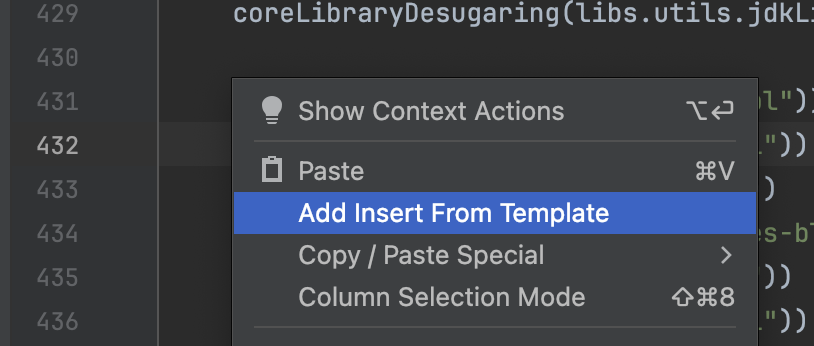 429 coreLibraryDesugaring(libs.utils.jdkL
430
431
Show Context Actions ⌥⏎
432 "))
Paste ⌘V
433 )
Add Insert From Template
434 es-b
Copy / Paste Special >
435 "))
Column Selection Mode ⇧⌘8
436 "))